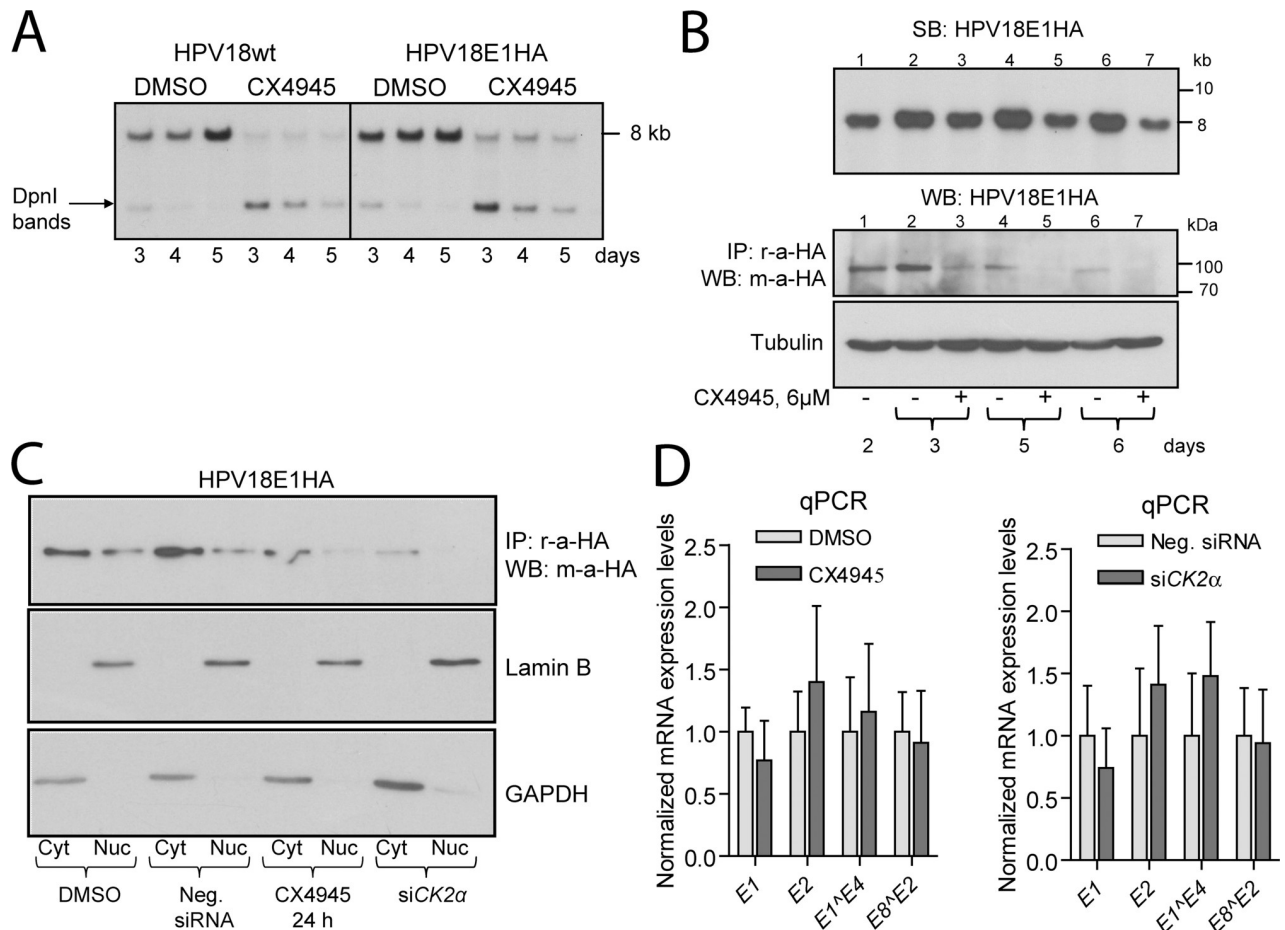 A
HPV18wt HPV18E1HA
DMSO CX4945 DMSO CX4945
8 kb
DpnI
bands
3 4 5 3 4 5 3 4 5 3 4 5 days
B
SB: HPV18E1HA
1 2 3 4 5 6 7 kb
10
8
WB: HPV18E1HA
1 2 3 4 5 6 7 kDa
IP: r-a-HA
WB: m-a-HA
100
70
Tubulin
CX4945, 6µM - - + - + - +
2 3 5 6 days
C
HPV18E1HA
IP: r-a-HA
WB: m-a-HA
Lamin B
GAPDH
Cyt Nuc Cyt Nuc Cyt Nuc Cyt Nuc
DMSO Neg. siRNA CX4945 24 h siCK2α
D
qPCR
DMSO
CX4945
Normalized mRNA expression levels
2.5
2.0
1.5
1.0
0.5
0.0
E1 E2 E1^E4 E8^E2
qPCR
Neg. siRNA
siCK2α
Normalized mRNA expression levels
2.5
2.0
1.5
1.0
0.5
0.0
E1 E2 E1^E4 E8^E2